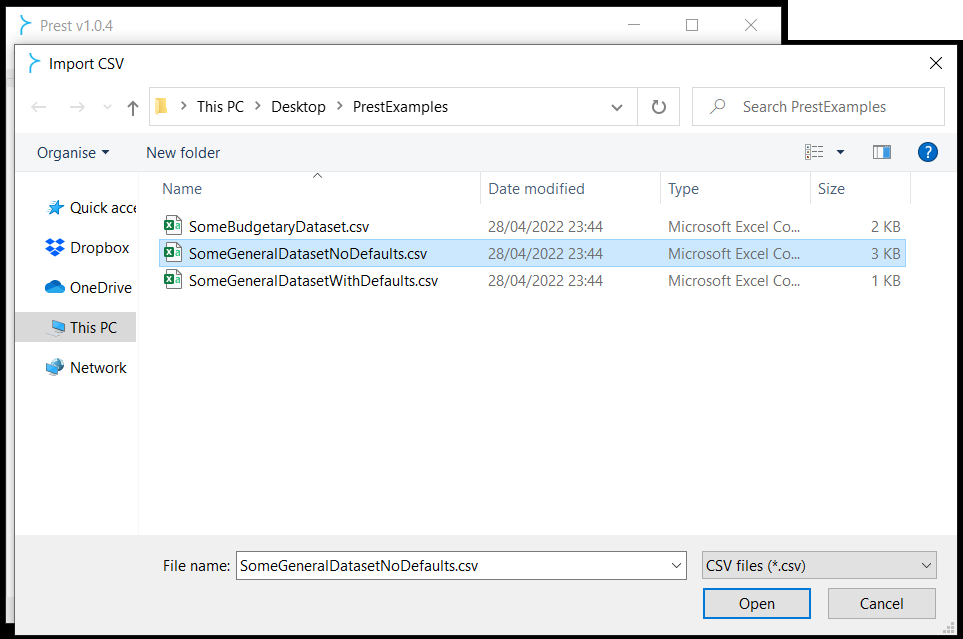 Prest v1.0.4
Import CSV
This PC > Desktop > PrestExamples
Search PrestExamples
Organise
New folder
?
Name
Date modified
Type
Size
Quick acce
Dropbox
OneDrive
This PC
Network
SomeBudgetaryDataset.csv 28/04/2022 23:44 Microsoft Excel Co... 2 KB
SomeGeneralDatasetNoDefaults.csv 28/04/2022 23:44 Microsoft Excel Co... 3 KB
SomeGeneralDatasetWithDefaults.csv 28/04/2022 23:44 Microsoft Excel Co... 1 KB
File name: SomeGeneralDatasetNoDefaults.csv
CSV files (*.csv)
Open
Cancel